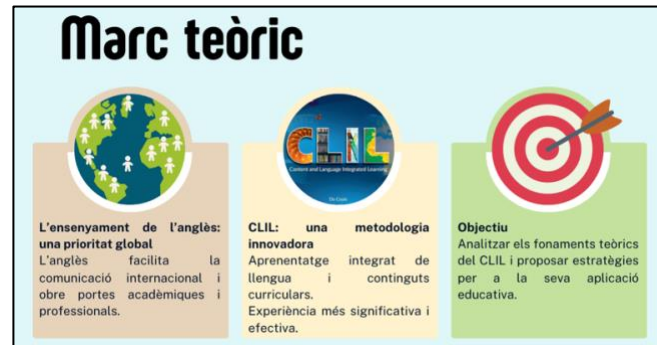 Marc teòric
CLIL
Content and Language Integrated Learning
L'ensenyament de l'anglès:
una prioritat global
L'anglès facilita la
comunicació internacional i
obre portes acadèmiques i
professionals.
CLIL: una metodologia
innovadora
Aprenentatge integrat de
llengua i continguts
curriculars.
Experiència més significativa i
efectiva.
Objectiu
Analitzar els fonaments teòrics
del CLIL i proposar estratègies
per a la seva aplicació
educativa.